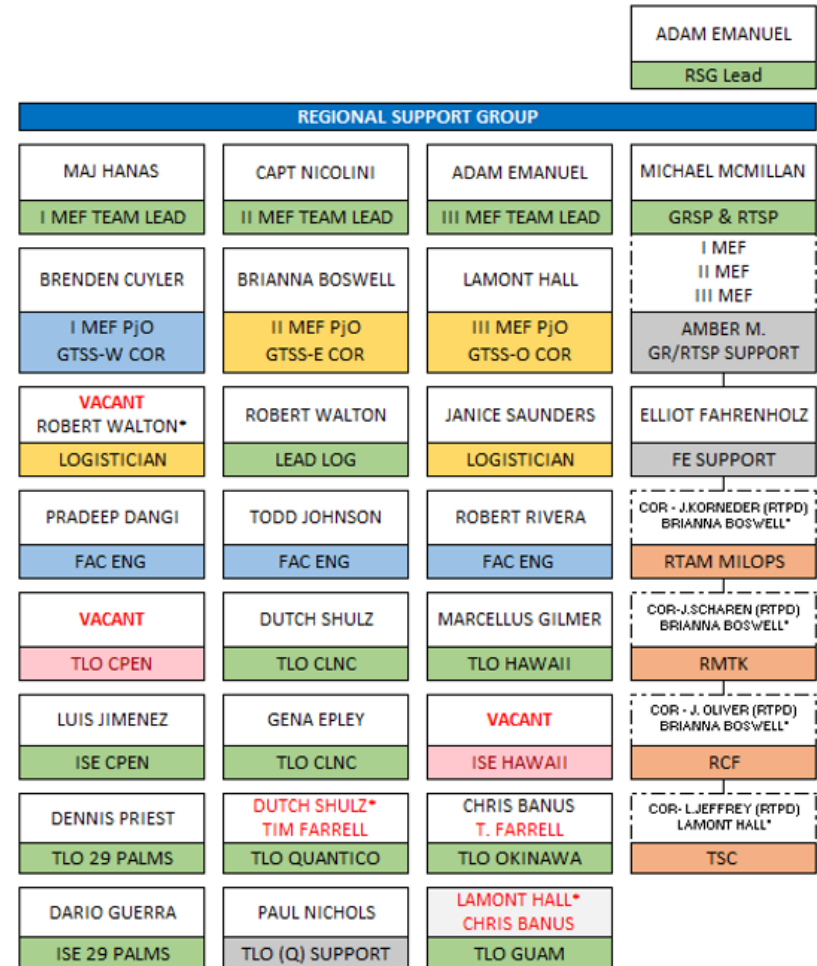 ADAM EMANUEL
RSG Lead
REGIONAL SUPPORT GROUP
MAJ HANAS
I MEF TEAM LEAD
CAPT NICOLINI
II MEF TEAM LEAD
ADAM EMANUEL
III MEF TEAM LEAD
MICHAEL MCMILLAN
GRSP & RTSP
BRENDEN CUYLER
I MEF PjO
GTSS-W COR
BRIANNA BOSWELL
II MEF PjO
GTSS-E COR
LAMONT HALL
III MEF PjO
GTSS-O COR
I MEF
II MEF
III MEF
AMBER M.
GR/RTSP SUPPORT
VACANT
ROBERT WALTON*
LOGISTICIAN
ROBERT WALTON
LEAD LOG
JANICE SAUNDERS
LOGISTICIAN
ELLIOT FAHRENHOLZ
FE SUPPORT
PRADEEP DANGI
FAC ENG
TODD JOHNSON
FAC ENG
ROBERT RIVERA
FAC ENG
COR - J.KORNEDER (RTPD)
BRIANNA BOSWELL*
RTAM MILOPS
VACANT
TLO CPEN
DUTCH SHULZ
TLO CLNC
MARCELLUS GILMER
TLO HAWAII
COR-J.SCHAREN (RTPD)
BRIANNA BOSWELL*
RMTK
LUIS JIMENEZ
ISE CPEN
GENA EPLEY
TLO CLNC
VACANT
ISE HAWAII
COR - J. OLIVER (RTPD)
BRIANNA BOSWELL*
RCF
DENNIS PRIEST
TLO 29 PALMS
DUTCH SHULZ*
TIM FARRELL
TLO QUANTICO
CHRIS BANUS
T. FARRELL
TLO OKINAWA
COR- L.JEFFREY (RTPD)
LAMONT HALL*
TSC
DARIO GUERRA
ISE 29 PALMS
PAUL NICHOLS
TLO (Q) SUPPORT
LAMONT HALL*
CHRIS BANUS
TLO GUAM